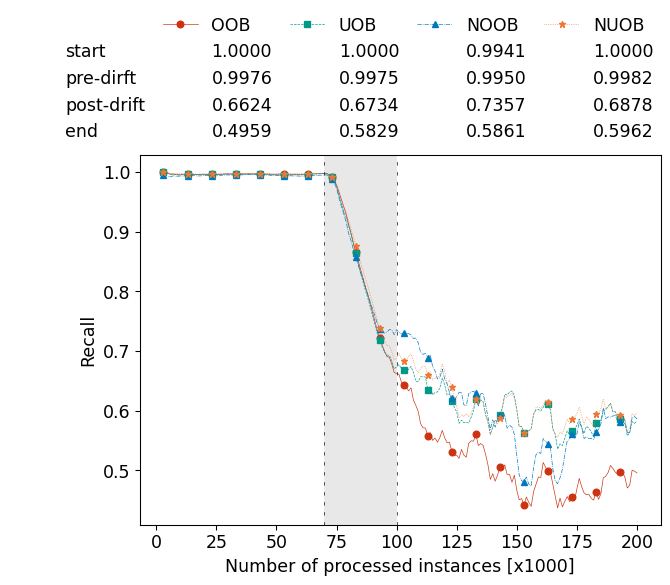 OOB UOB NOOB NUOB
start 1.0000 1.0000 0.9941 1.0000
pre-dirft 0.9976 0.9975 0.9950 0.9982
post-drift 0.6624 0.6734 0.7357 0.6878
end 0.4959 0.5829 0.5861 0.5962
1.0
0.9
0.8
0.7
0.6
0.5
Recall
0 25 50 75 100 125 150 175 200
Number of processed instances [x1000]